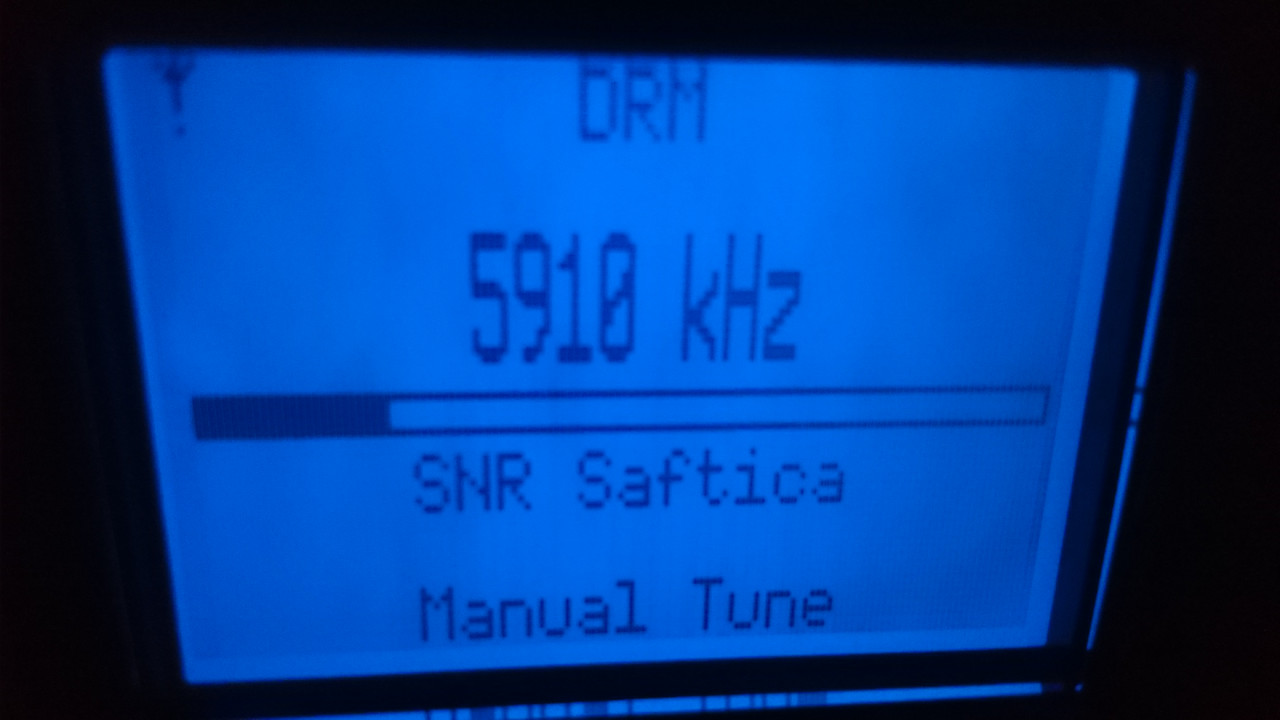 DRM
5910 kHz
SNR Saftica
Manual Tune